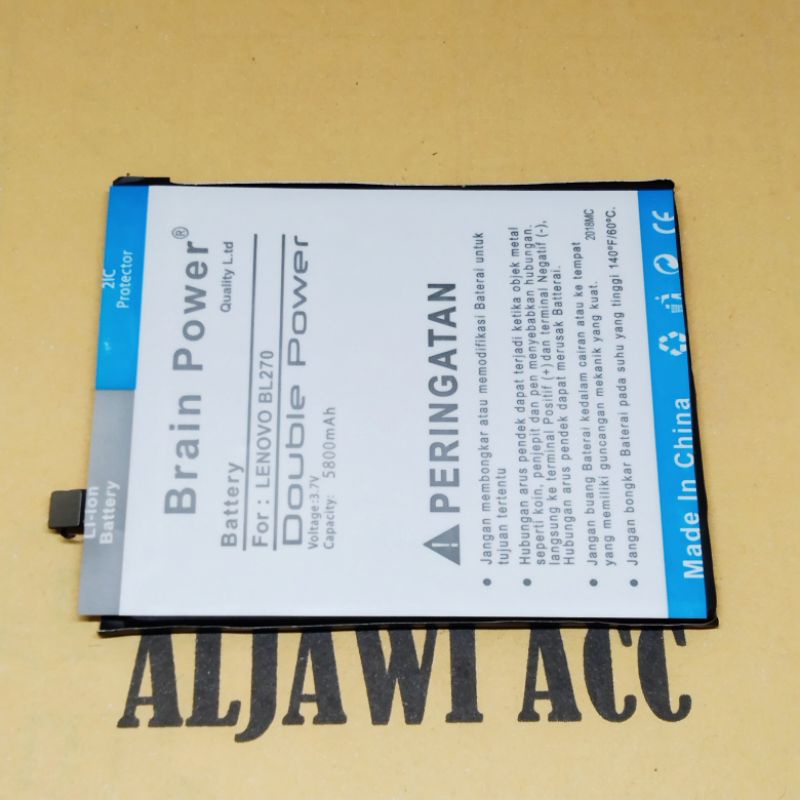 Li-ion
Battery
2IC
Protector
Brain Power®
Quality L.td
Battery
For : LENOVO BL270
Double Power
Voltage:3.7V
Capacity: 5800mAh
PERINGATAN
• Jangan membongkar atau memodifikasi Baterai untuk
tujuan tertentu
• Hubungan arus pendek dapat terjadi ketika objek metal
seperti koin, penjepit dan pen menyebabkan hubungan.
langsung ke terminal Positif (+) dan terminal Negatif (-),
Hubungan arus pendek dapat merusak Batterai.
• Jangan buang Baterai kedalam cairan atau ke tempat
yang memiliki guncangan mekanik yang kuat. 2018MC
• Jangan bongkar Baterai pada suhu yang tinggi 140°F/60°C.
Made In China
CE
ALJAWI ACC